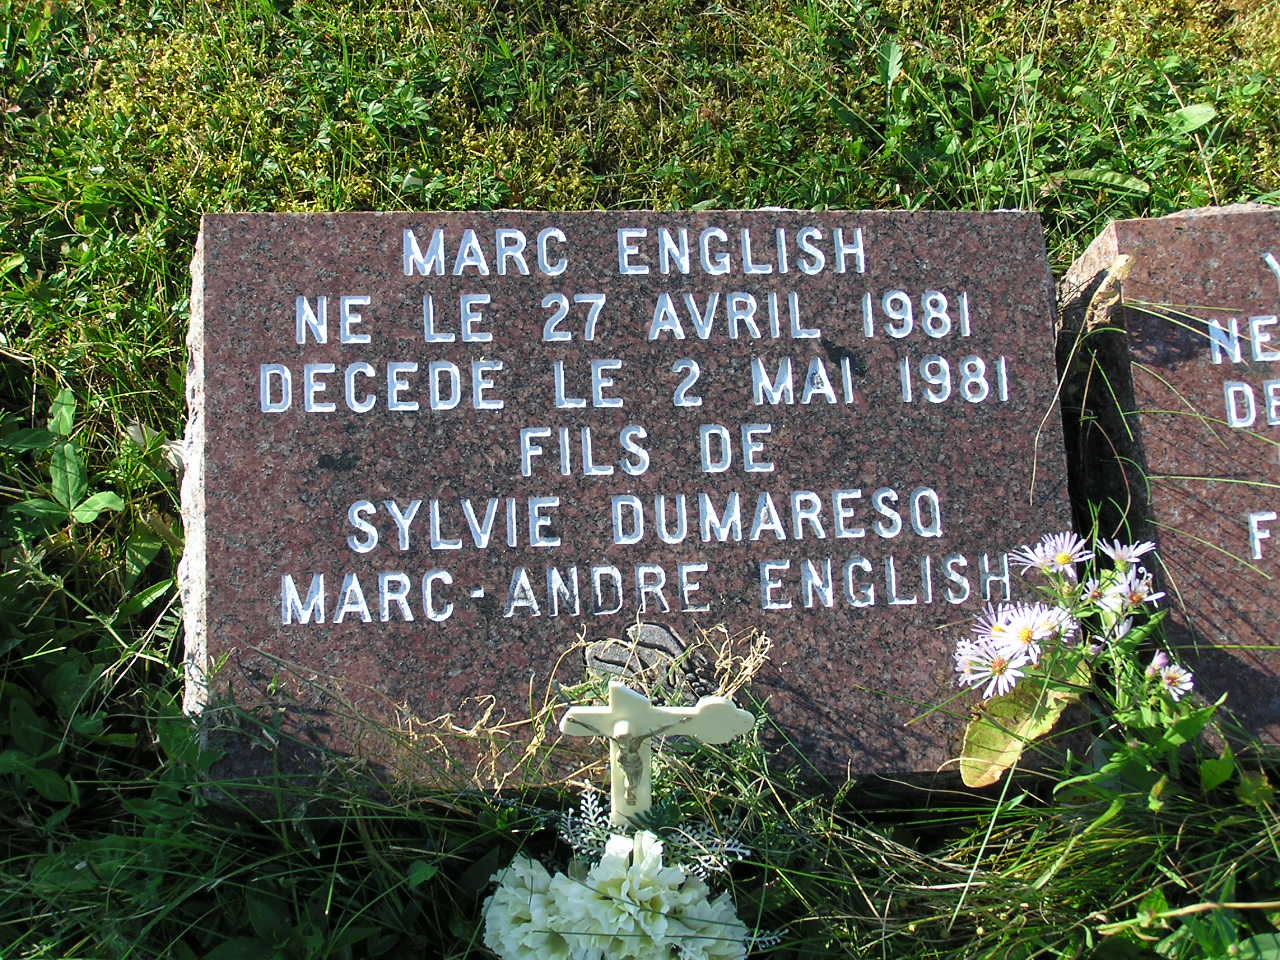 MARC ENGLISH
NE LE 27 AVRIL 1981
DECEDE LE 2 MAI 1981
FILS DE
SYLVIE DUMARESQ
MARC-ANDRE ENGLISH
NE